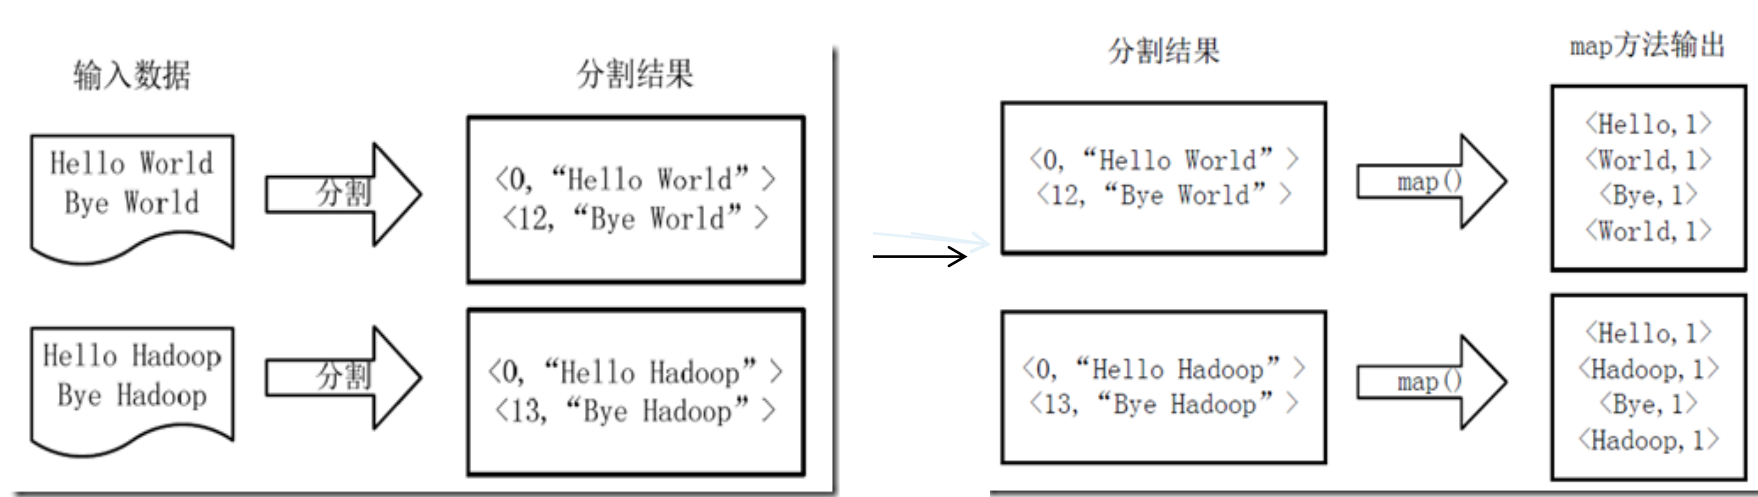 输入数据
Hello World
Bye World
分割
分割结果
<0, “Hello World” >
<12, “Bye World” >
Hello Hadoop
Bye Hadoop
分割
<0, “Hello Hadoop” >
<13, “Bye Hadoop” >
分割结果
<0, “Hello World” >
<12, “Bye World” >
map()
map方法输出
<Hello,1>
<World,1>
<Bye,1>
<World,1>
<0, “Hello Hadoop” >
<13, “Bye Hadoop” >
map()
<Hello,1>
<Hadoop,1>
<Bye,1>
<Hadoop,1>